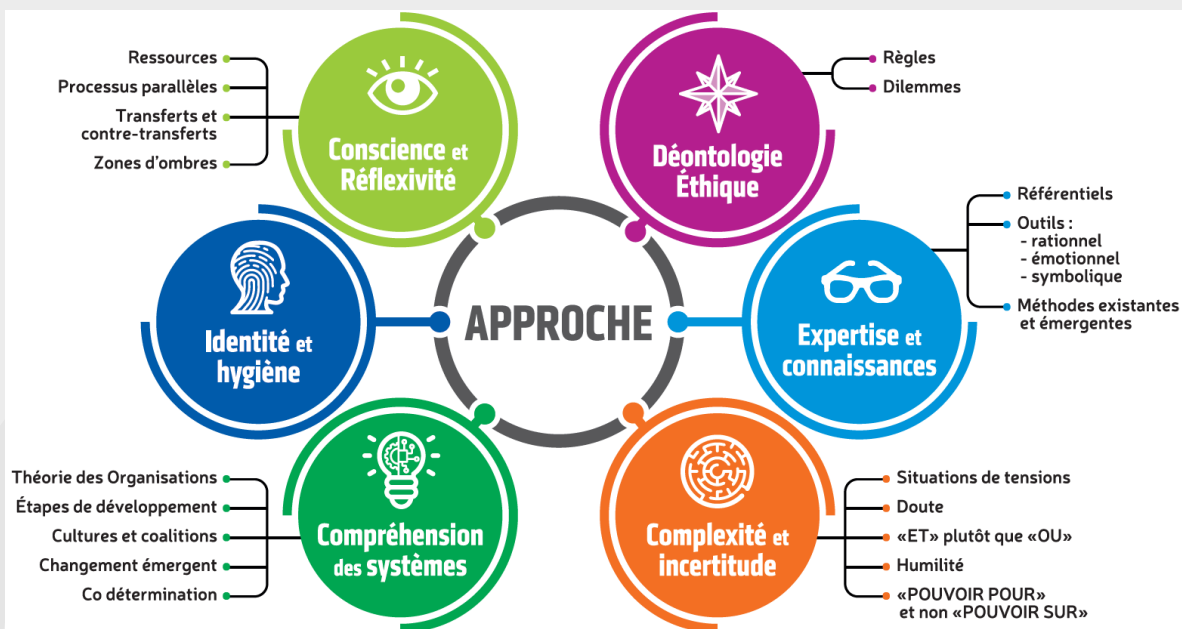 Ressources
Processus parallèles
Transferts et
contre-transferts
Zones d'ombres
Conscience et
Réflexivité
Déontologie
Éthique
Règles
Dilemmes
Identité et
hygiène
APPROCHE
Expertise et
connaissances
Référentiels
Outils :
- rationnel
- émotionnel
- symbolique
Méthodes existantes
et émergentes
Théorie des Organisations
Étapes de développement
Cultures et coalitions
Changement émergent
Co détermination
Compréhension
des systèmes
Complexité et
incertitude
Situations de tensions
Doute
«ET» plutôt que «OU»
Humilité
«POUVOIR POUR»
et non «POUVOIR SUR»